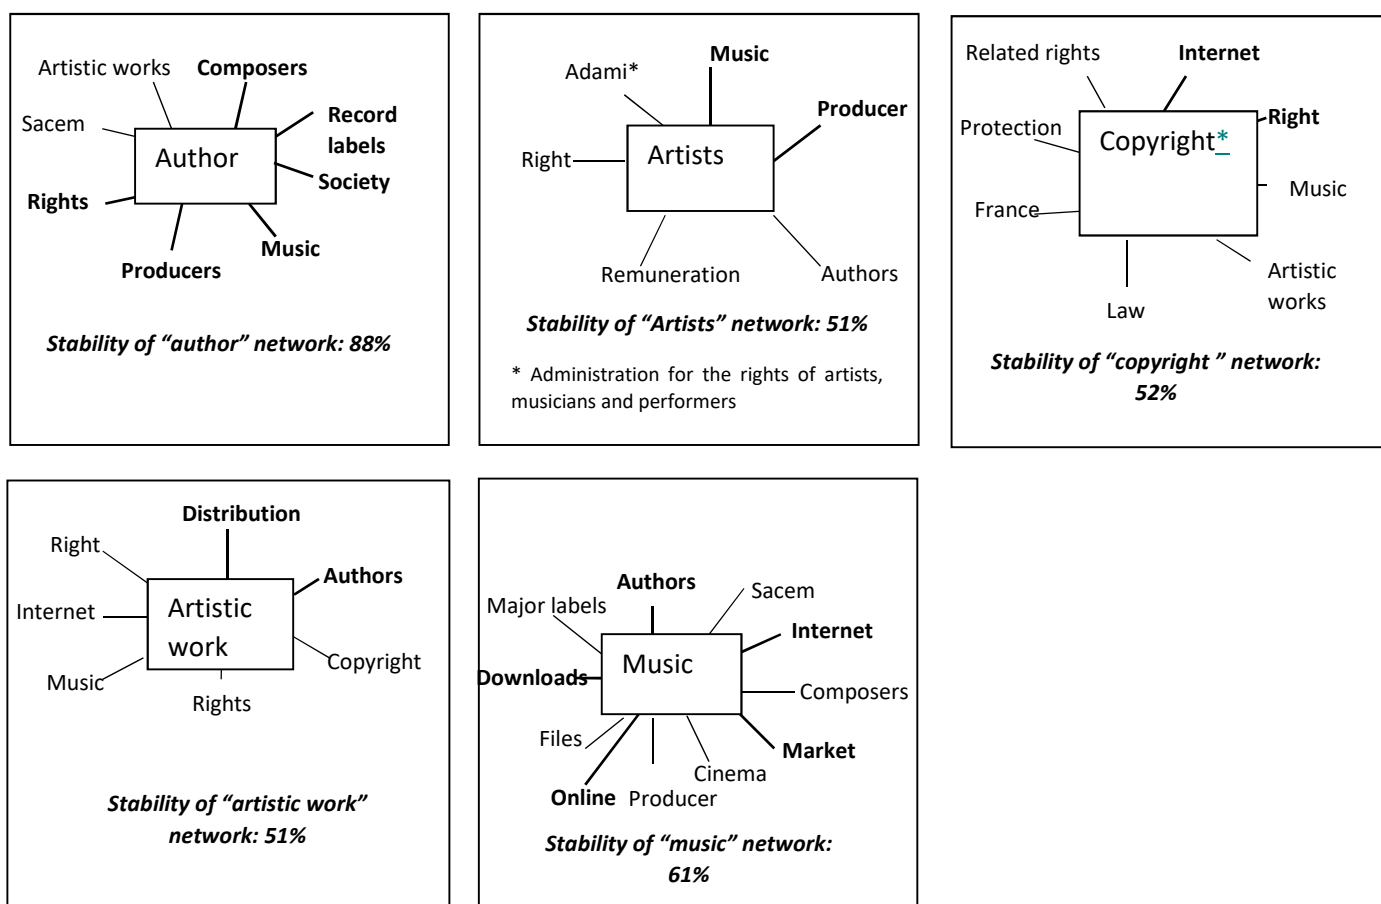 Artistic works
Composers
Sacem
Record
labels
Author
Society
Rights
Music
Producers
Stability of “author” network: 88%
Music
Adami*
Producer
Right
Artists
Remuneration
Authors
Stability of “Artists” network: 51%
* Administration for the rights of artists,
musicians and performers
Related rights
Internet
Right
Protection
Copyright*
Music
France
Artistic
works
Law
Stability of “copyright ” network:
52%
Distribution
Right
Authors
Internet
Artistic
work
Copyright
Music
Rights
Stability of “artistic work”
network: 51%
Authors
Sacem
Major labels
Internet
Music
Downloads
Composers
Files
Market
Cinema
Online
Producer
Stability of “music” network:
61%